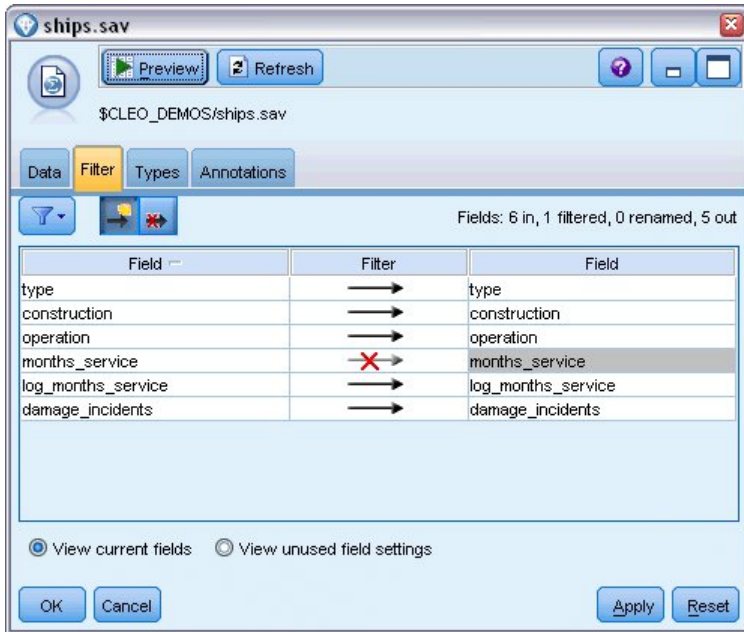 ships.sav
Preview Refresh
$CLEO_DEMOS/ships.sav
Data Filter Types Annotations
Fields: 6 in, 1 filtered, 0 renamed, 5 out
Field Filter Field
type type
construction construction
operation operation
months_service months_service
log_months_service log_months_service
damage_incidents damage_incidents
View current fields View unused field settings
OK Cancel Apply Reset